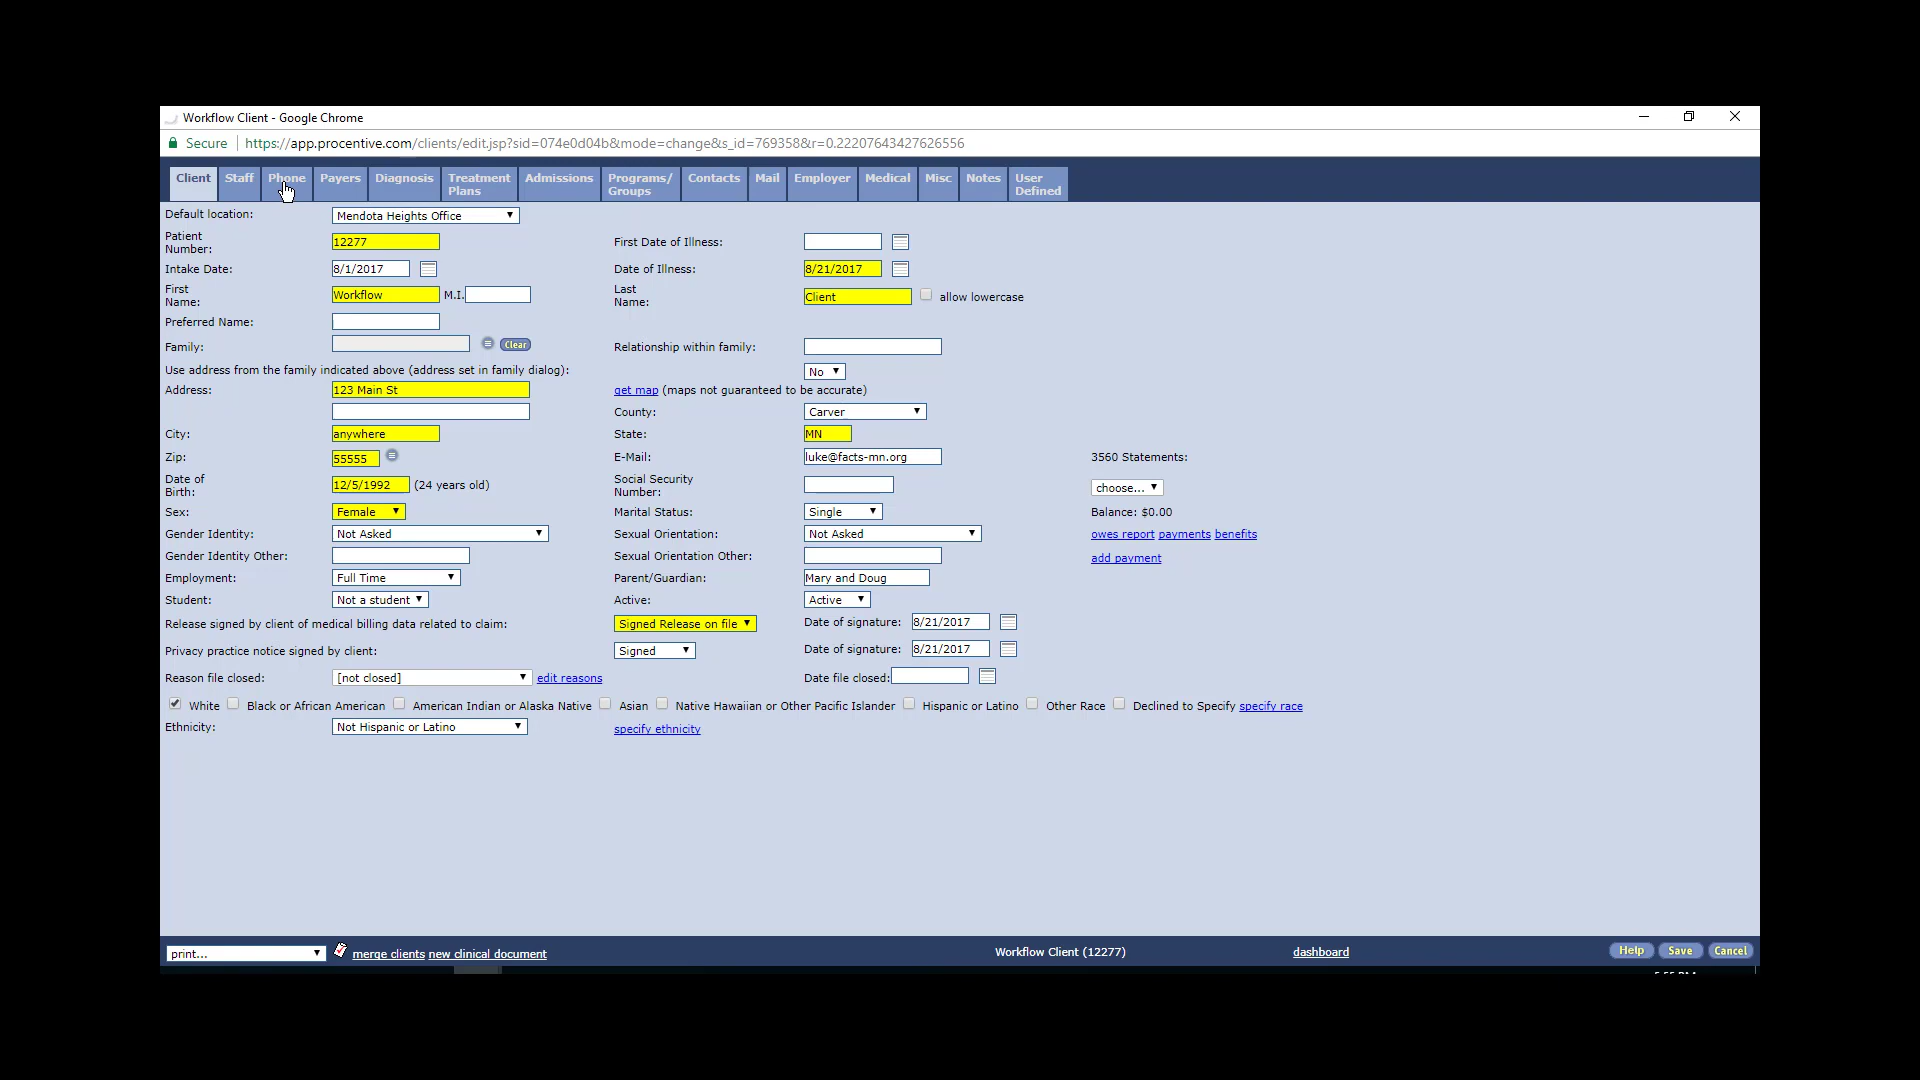 Workflow Client - Google Chrome
Secure https://app.procentive.com/clients/edit.jsp?sid=074e0d04b&mode=change&s_id=769358&r=0.22207643427626556
Client Staff Phone Payers Diagnosis Treatment Plans Admissions Programs/ Groups Contacts Mail Employer Medical Misc Notes User Defined
Default location: Mendota Heights Office
Patient Number: 12277 First Date of Illness:
Intake Date: 8/1/2017 Date of Illness: 8/21/2017
First Name: Workflow M.I. Last Name: Client allow lowercase
Preferred Name:
Family: Clear Relationship within family:
Use address from the family indicated above (address set in family dialog): No
Address: 123 Main St get map (maps not guaranteed to be accurate)
County: Carver
City: anywhere State: MN
Zip: 55555 E-Mail: luke@facts-mn.org 3560 Statements:
Date of Birth: 12/5/1992 (24 years old) Social Security Number: choose...
Sex: Female Marital Status: Single Balance: $0.00
Gender Identity: Not Asked Sexual Orientation: Not Asked owes report payments benefits
Gender Identity Other: Sexual Orientation Other: add payment
Employment: Full Time Parent/Guardian: Mary and Doug
Student: Not a student Active: Active
Release signed by client of medical billing data related to claim: Signed Release on file Date of signature: 8/21/2017
Privacy practice notice signed by client: Signed Date of signature: 8/21/2017
Reason file closed: [not closed] edit reasons Date file closed:
White Black or African American American Indian or Alaska Native Asian Native Hawaiian or Other Pacific Islander Hispanic or Latino Other Race Declined to Specify specify race
Ethnicity: Not Hispanic or Latino specify ethnicity
print... merge clients new clinical document Workflow Client (12277) dashboard Help Save Cancel